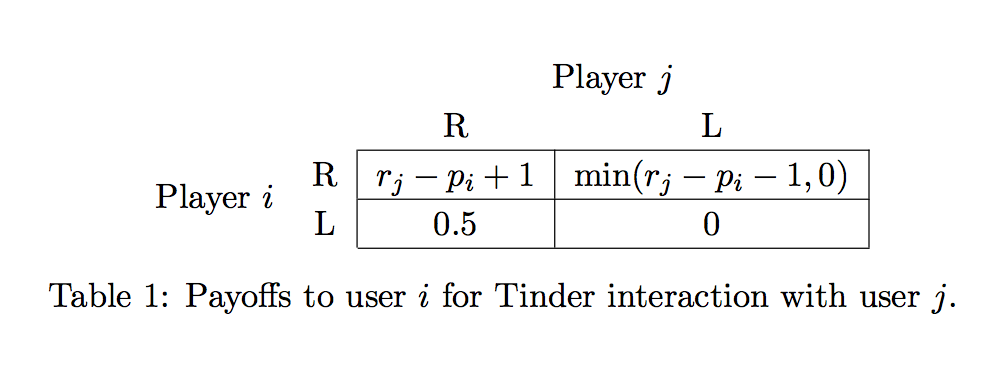 Player j
R L
R r_j − p_i + 1 min(r_j − p_i − 1, 0)
Player i
L 0.5 0
Table 1: Payoffs to user i for Tinder interaction with user j.